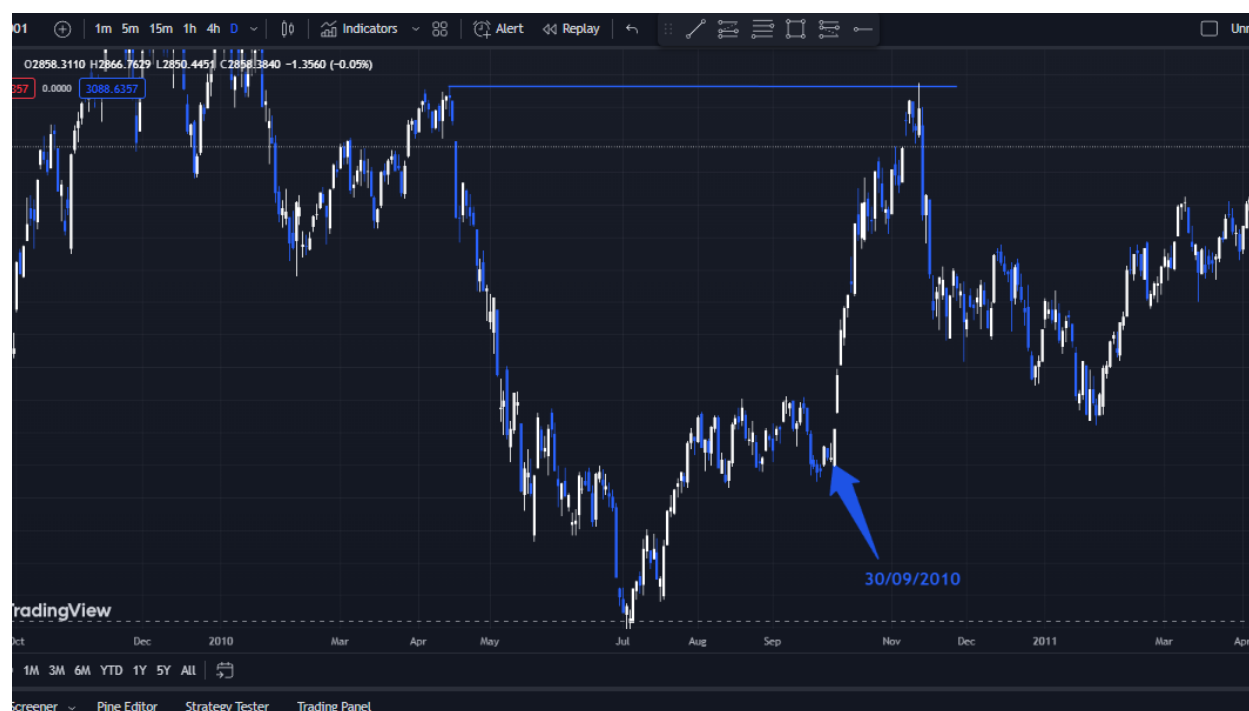 001 1m 5m 15m 1h 4h D Indicators Alert Replay
O2858.3110 H2866.7629 L2850.4451 C2858.3840 −1.3560 (−0.05%)
357 0.0000 3088.6357
30/09/2010
TradingView
Oct Dec 2010 Mar Apr May Jul Aug Sep Nov Dec 2011 Mar Apr
1M 3M 6M YTD 1Y 5Y All
Screener Pine Editor Strategy Tester Trading Panel